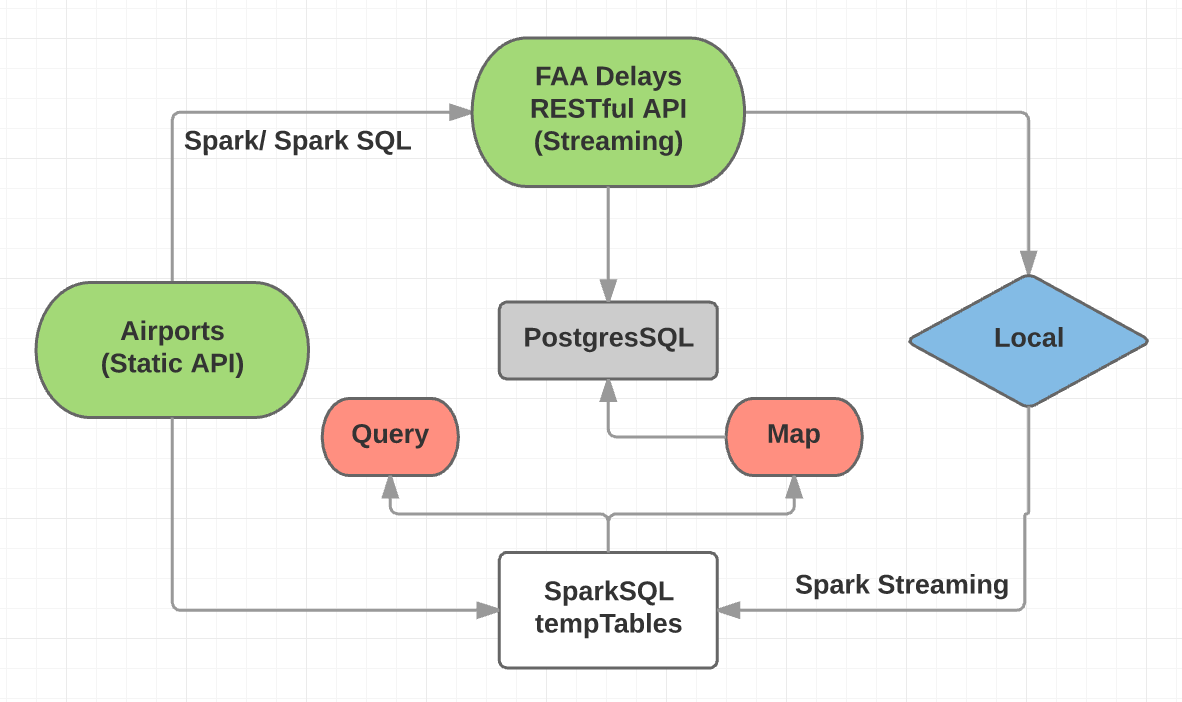 FAA Delays
RESTful API
(Streaming)
Spark/ Spark SQL
Airports
(Static API)
PostgresSQL
Local
Query
Map
SparkSQL
tempTables
Spark Streaming